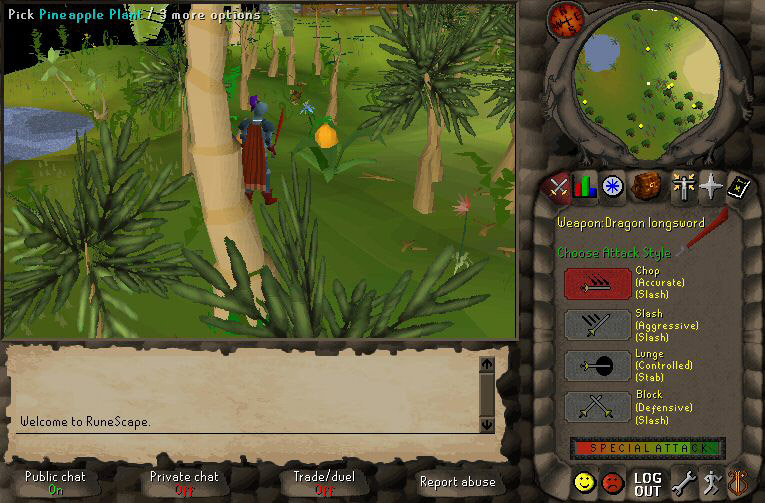 Pick Pineapple Plant / 3 more options
Weapon:Dragon longsword
Choose Attack Style
Chop
(Accurate)
(Slash)
Slash
(Aggressive)
(Slash)
Lunge
(Controlled)
(Stab)
Block
(Defensive)
(Slash)
SPECIAL ATTACK
Welcome to RuneScape.
Public chat
On
Private chat
Off
Trade/duel
Off
Report abuse
LOG
OUT